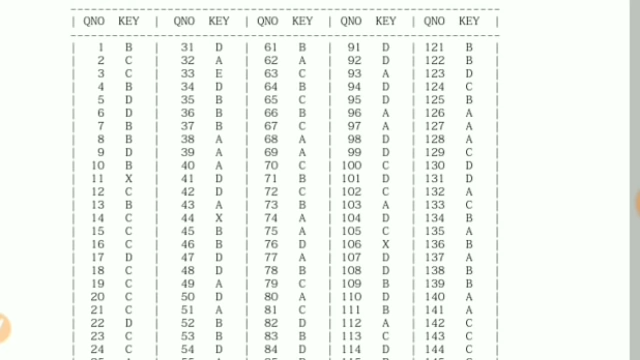 ---------------------------------------------------------------
| QNO KEY | QNO KEY | QNO KEY | QNO KEY | QNO KEY |
---------------------------------------------------------------
| 1 B | 31 D | 61 B | 91 D | 121 B |
| 2 C | 32 A | 62 A | 92 D | 122 B |
| 3 C | 33 E | 63 C | 93 A | 123 D |
| 4 B | 34 D | 64 B | 94 D | 124 C |
| 5 D | 35 B | 65 C | 95 D | 125 B |
| 6 D | 36 B | 66 B | 96 A | 126 A |
| 7 B | 37 B | 67 C | 97 A | 127 A |
| 8 B | 38 A | 68 A | 98 D | 128 A |
| 9 D | 39 A | 69 A | 99 D | 129 C |
| 10 B | 40 A | 70 C | 100 C | 130 D |
| 11 X | 41 D | 71 B | 101 D | 131 D |
| 12 C | 42 D | 72 C | 102 C | 132 A |
| 13 B | 43 A | 73 B | 103 A | 133 C |
| 14 C | 44 X | 74 A | 104 D | 134 B |
| 15 C | 45 B | 75 A | 105 C | 135 A |
| 16 C | 46 B | 76 D | 106 X | 136 B |
| 17 D | 47 D | 77 A | 107 D | 137 A |
| 18 C | 48 D | 78 B | 108 D | 138 B |
| 19 C | 49 A | 79 C | 109 B | 139 B |
| 20 C | 50 D | 80 A | 110 D | 140 A |
| 21 C | 51 A | 81 C | 111 B | 141 A |
| 22 D | 52 B | 82 D | 112 A | 142 C |
| 23 C | 53 B | 83 B | 113 C | 143 C |
| 24 C | 54 D | 84 D | 114 D | 144 C |